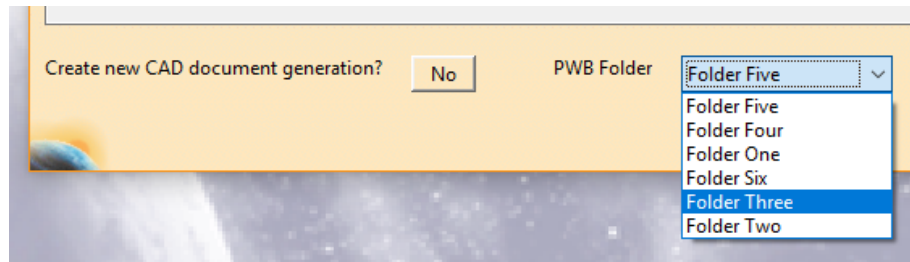 Create new CAD document generation? No PWB Folder Folder Five
Folder Five
Folder Four
Folder One
Folder Six
Folder Three
Folder Two